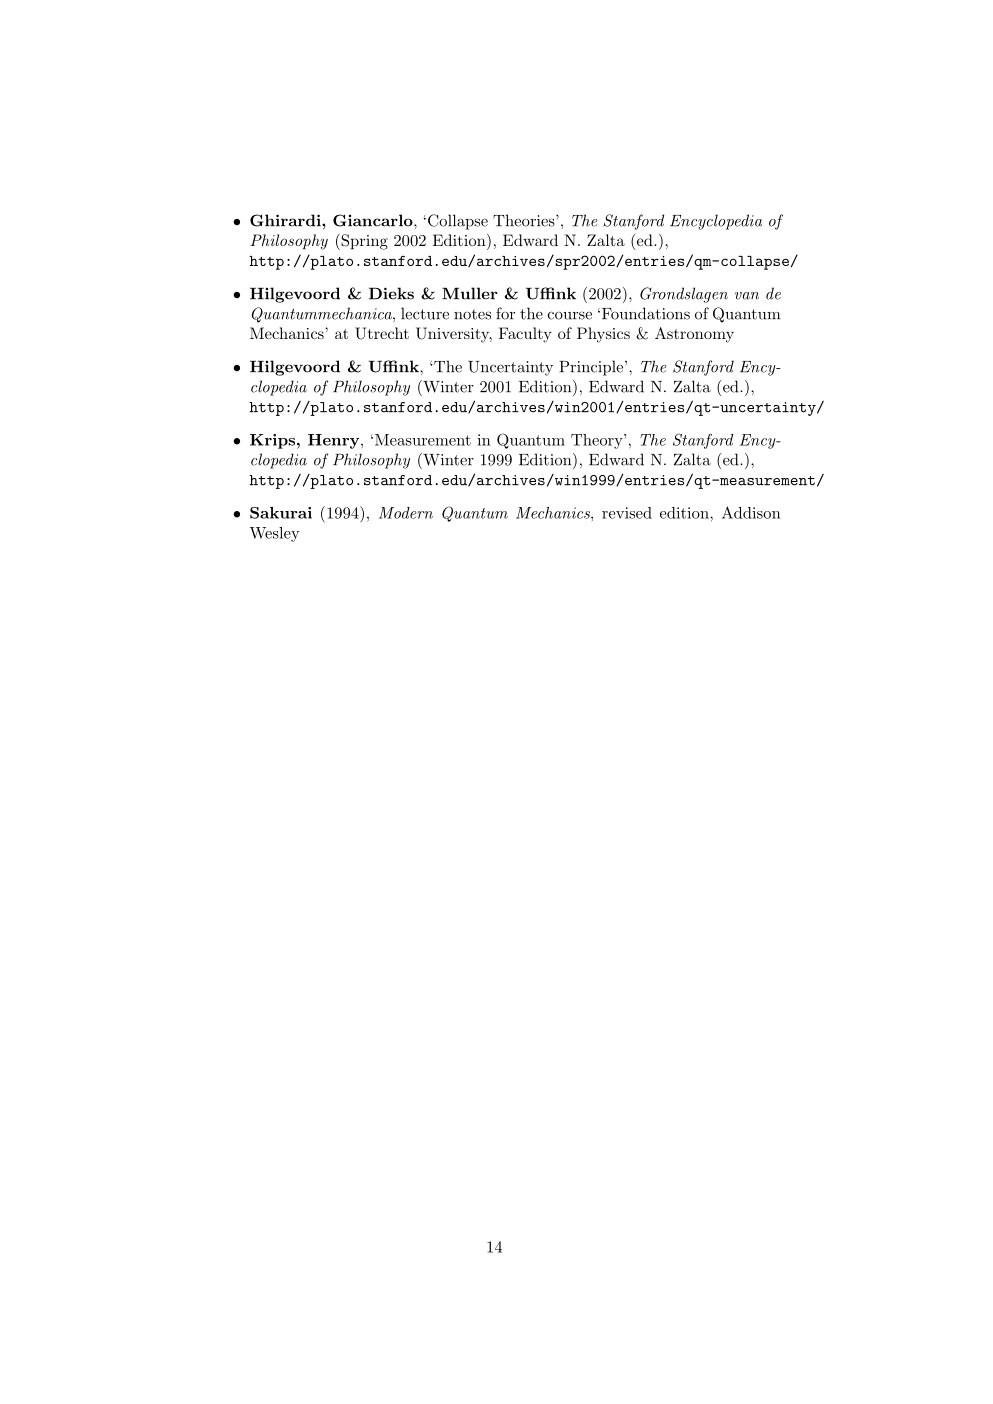 • Ghirardi, Giancarlo, ‘Collapse Theories’, The Stanford Encyclopedia of
Philosophy (Spring 2002 Edition), Edward N. Zalta (ed.),
http://plato.stanford.edu/archives/spr2002/entries/qm-collapse/
• Hilgevoord & Dieks & Muller & Uffink (2002), Grondslagen van de
Quantummechanica, lecture notes for the course ‘Foundations of Quantum
Mechanics’ at Utrecht University, Faculty of Physics & Astronomy
• Hilgevoord & Uffink, ‘The Uncertainty Principle’, The Stanford Ency-
clopedia of Philosophy (Winter 2001 Edition), Edward N. Zalta (ed.),
http://plato.stanford.edu/archives/win2001/entries/qt-uncertainty/
• Krips, Henry, ‘Measurement in Quantum Theory’, The Stanford Ency-
clopedia of Philosophy (Winter 1999 Edition), Edward N. Zalta (ed.),
http://plato.stanford.edu/archives/win1999/entries/qt-measurement/
• Sakurai (1994), Modern Quantum Mechanics, revised edition, Addison
Wesley
14